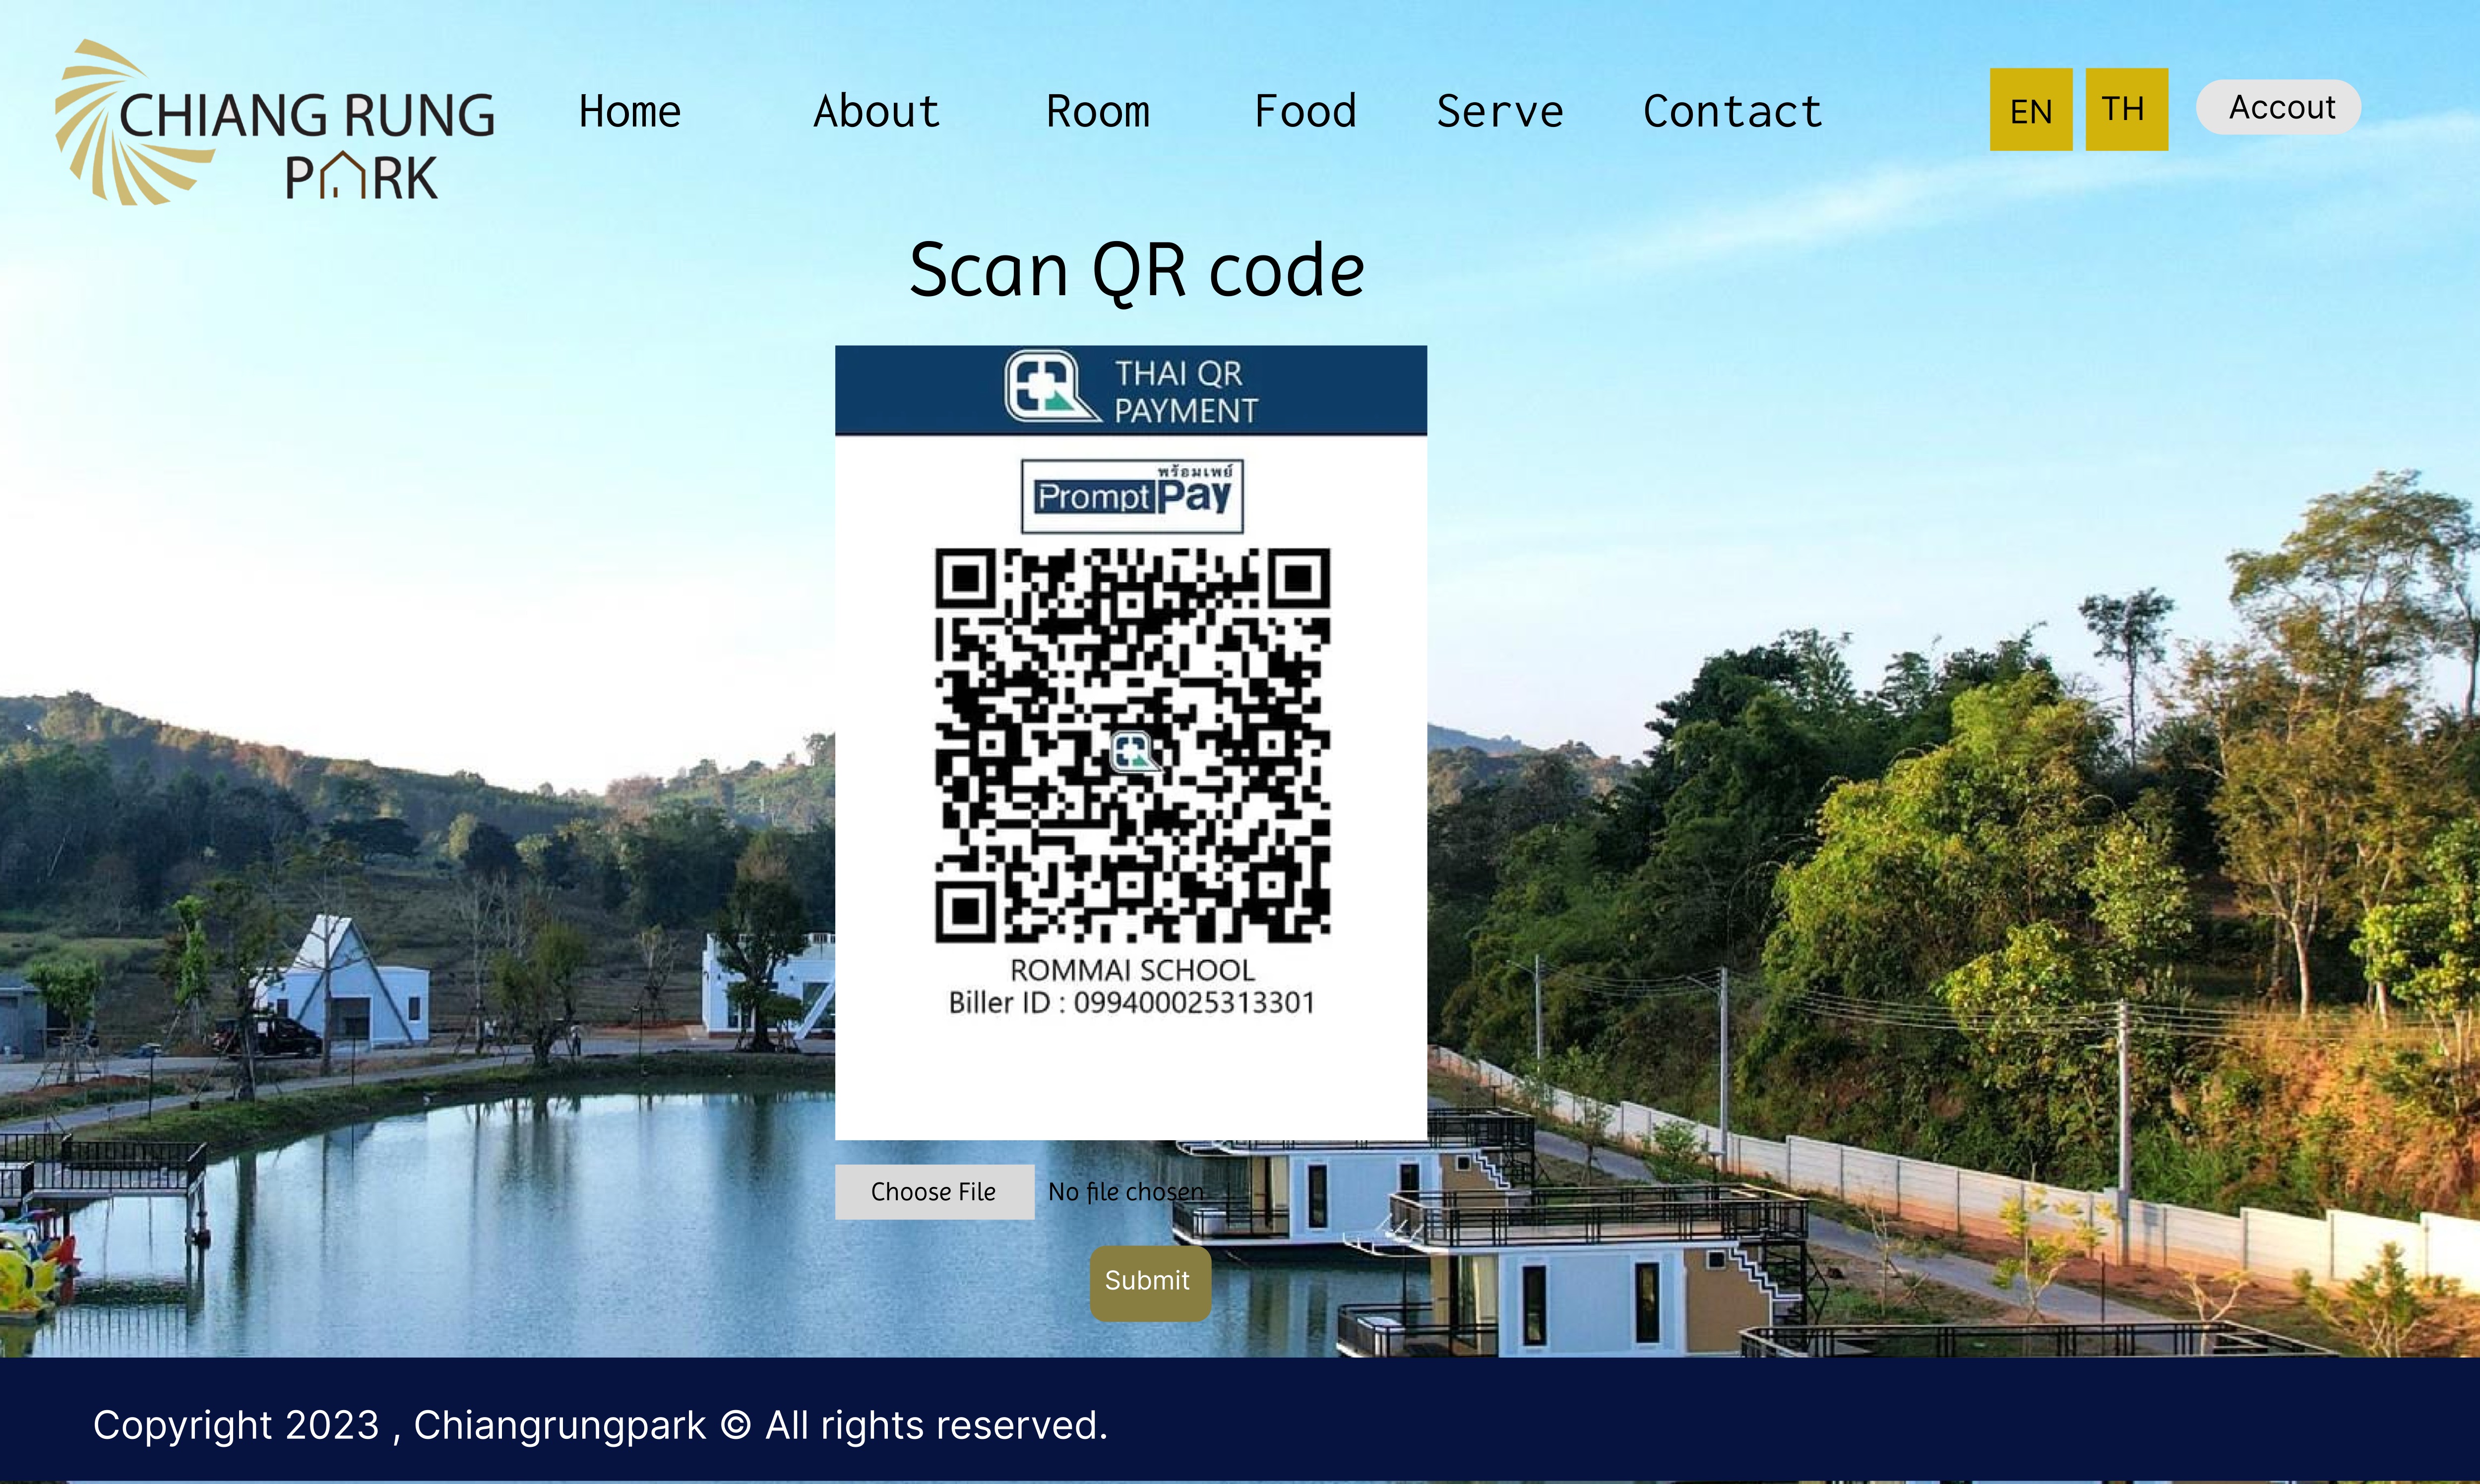 CHIANG RUNG
PARK
Home About Room Food Serve Contact EN TH Accout
Scan QR code
THAI QR
PAYMENT
พร้อมเพย์
PromptPay
ROMMAI SCHOOL
Biller ID : 099400025313301
Choose File No file chosen
Submit
Copyright 2023 , Chiangrungpark © All rights reserved.